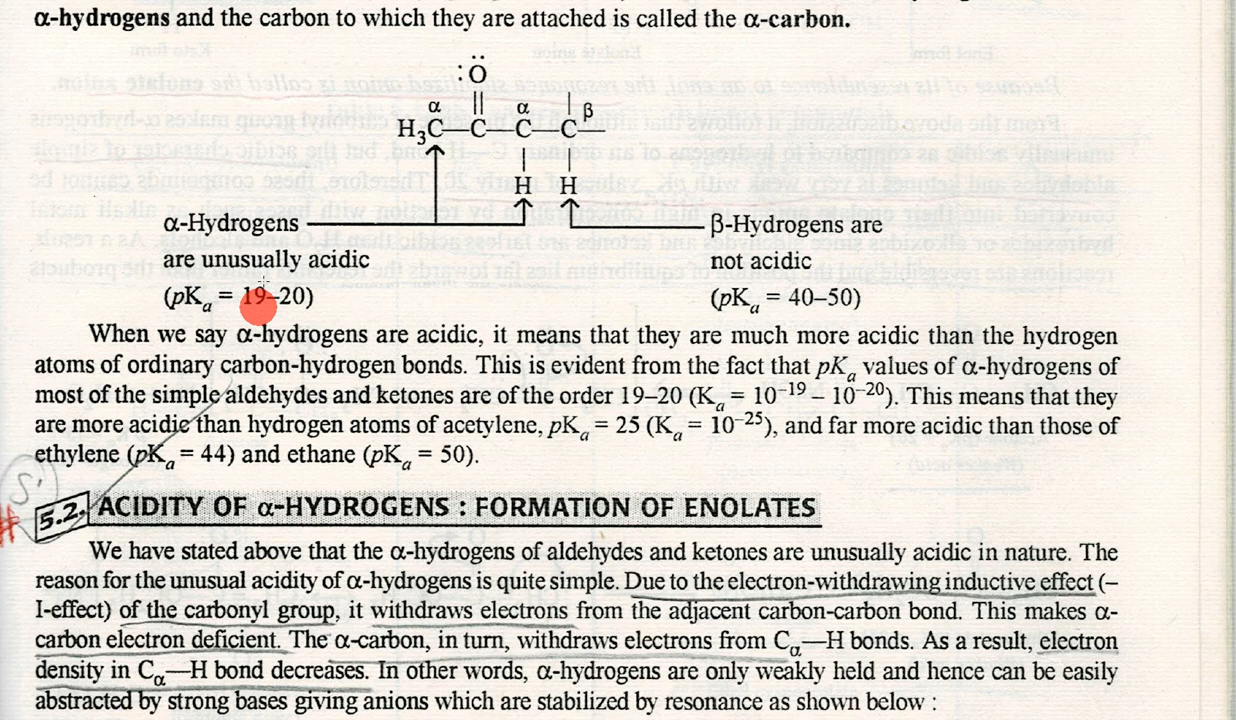 α-hydrogens and the carbon to which they are attached is called the α-carbon.
:Ö
α || α | β
H₃C—C—C—C—
| |
H H
α-Hydrogens β-Hydrogens are
are unusually acidic not acidic
(pKₐ = 19–20) (pKₐ = 40–50)
When we say α-hydrogens are acidic, it means that they are much more acidic than the hydrogen
atoms of ordinary carbon-hydrogen bonds. This is evident from the fact that pKₐ values of α-hydrogens of
most of the simple aldehydes and ketones are of the order 19–20 (Kₐ = 10⁻¹⁹ – 10⁻²⁰). This means that they
are more acidic than hydrogen atoms of acetylene, pKₐ = 25 (Kₐ = 10⁻²⁵), and far more acidic than those of
ethylene (pKₐ = 44) and ethane (pKₐ = 50).
5.2. ACIDITY OF α-HYDROGENS : FORMATION OF ENOLATES
We have stated above that the α-hydrogens of aldehydes and ketones are unusually acidic in nature. The
reason for the unusual acidity of α-hydrogens is quite simple. Due to the electron-withdrawing inductive effect (–
I-effect) of the carbonyl group, it withdraws electrons from the adjacent carbon-carbon bond. This makes α-
carbon electron deficient. The α-carbon, in turn, withdraws electrons from Cα—H bonds. As a result, electron
density in Cα—H bond decreases. In other words, α-hydrogens are only weakly held and hence can be easily
abstracted by strong bases giving anions which are stabilized by resonance as shown below :